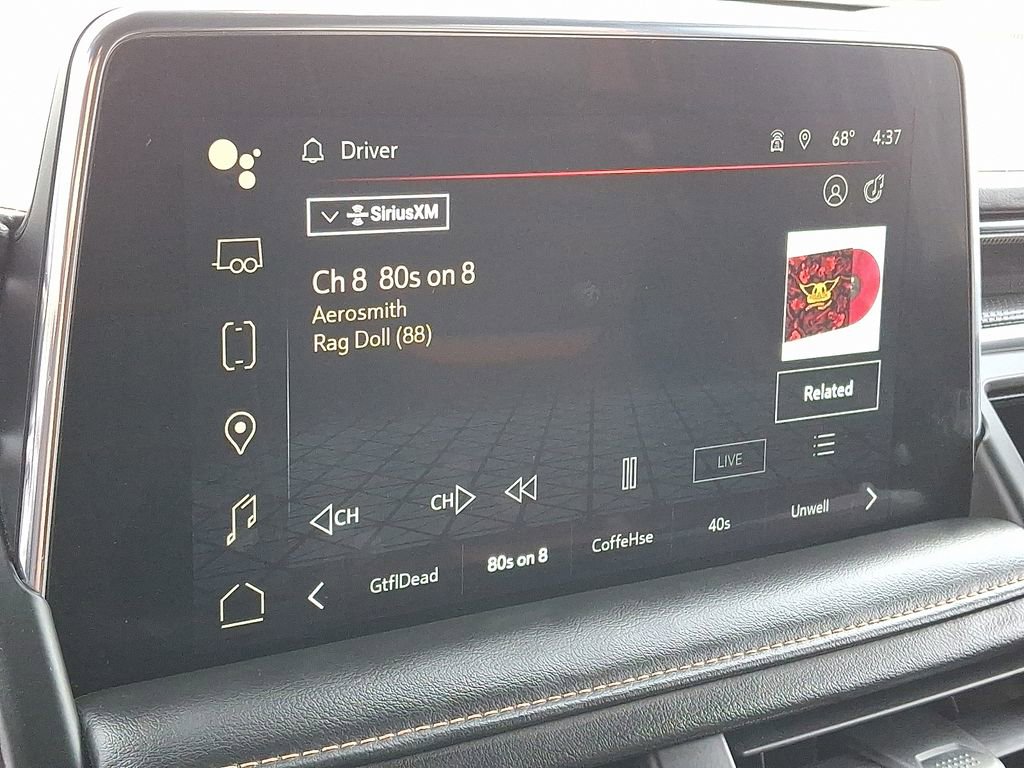 Driver
68° 4:37
SiriusXM
Ch 8 80s on 8
Aerosmith
Rag Doll (88)
Related
CH
CH
LIVE
GtflDead
80s on 8
CoffeHse
40s
Unwell